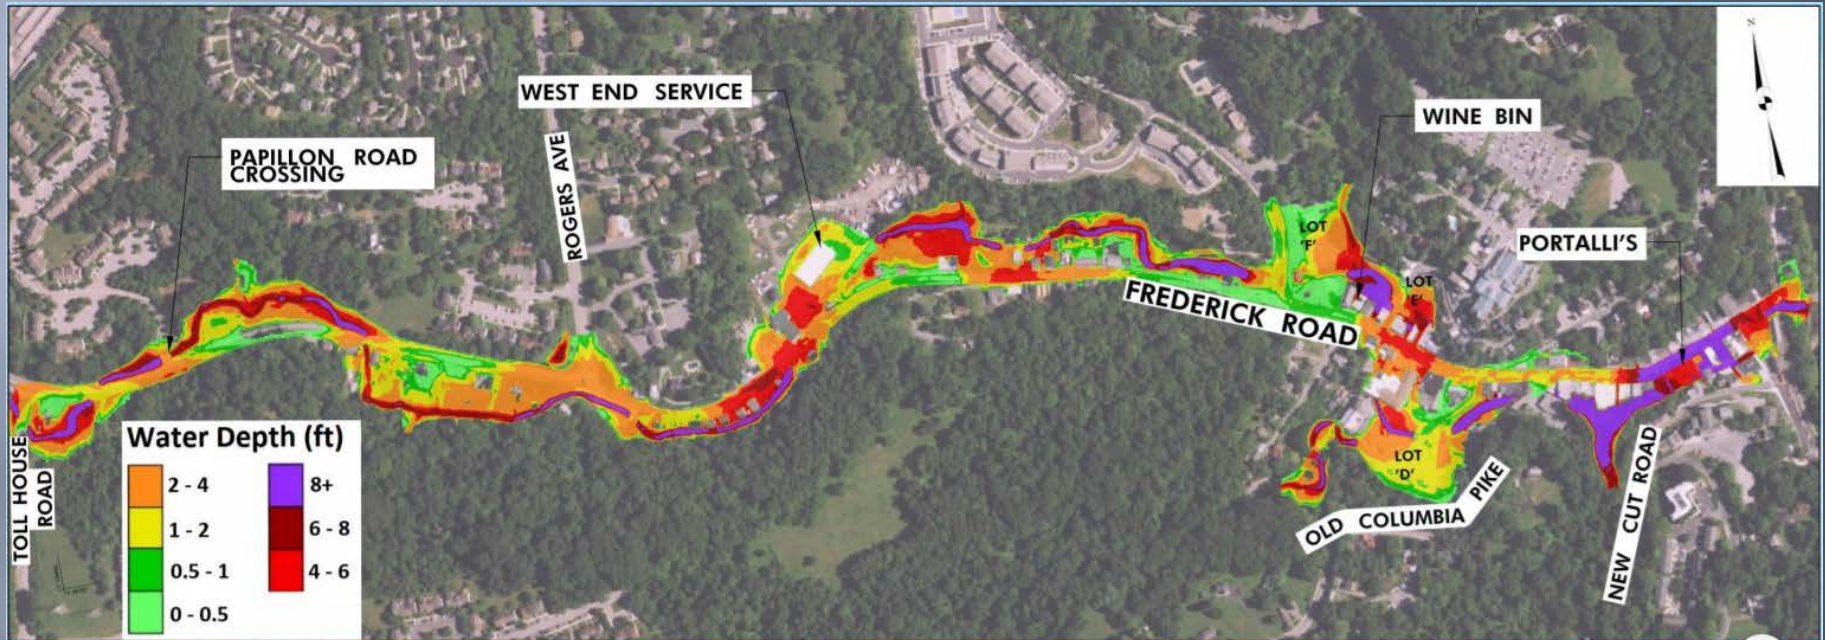 WEST END SERVICE
WINE BIN
PAPILLON ROAD
CROSSING
ROGERS AVE
LOT
LOT
'E'
PORTALLI'S
FREDERICK ROAD
TOLL HOUSE
ROAD
Water Depth (ft)
2 - 4
8+
1 - 2
6 - 8
0.5 - 1
4 - 6
0 - 0.5
LOT
'D'
OLD COLUMBIA PIKE
NEW CUT ROAD